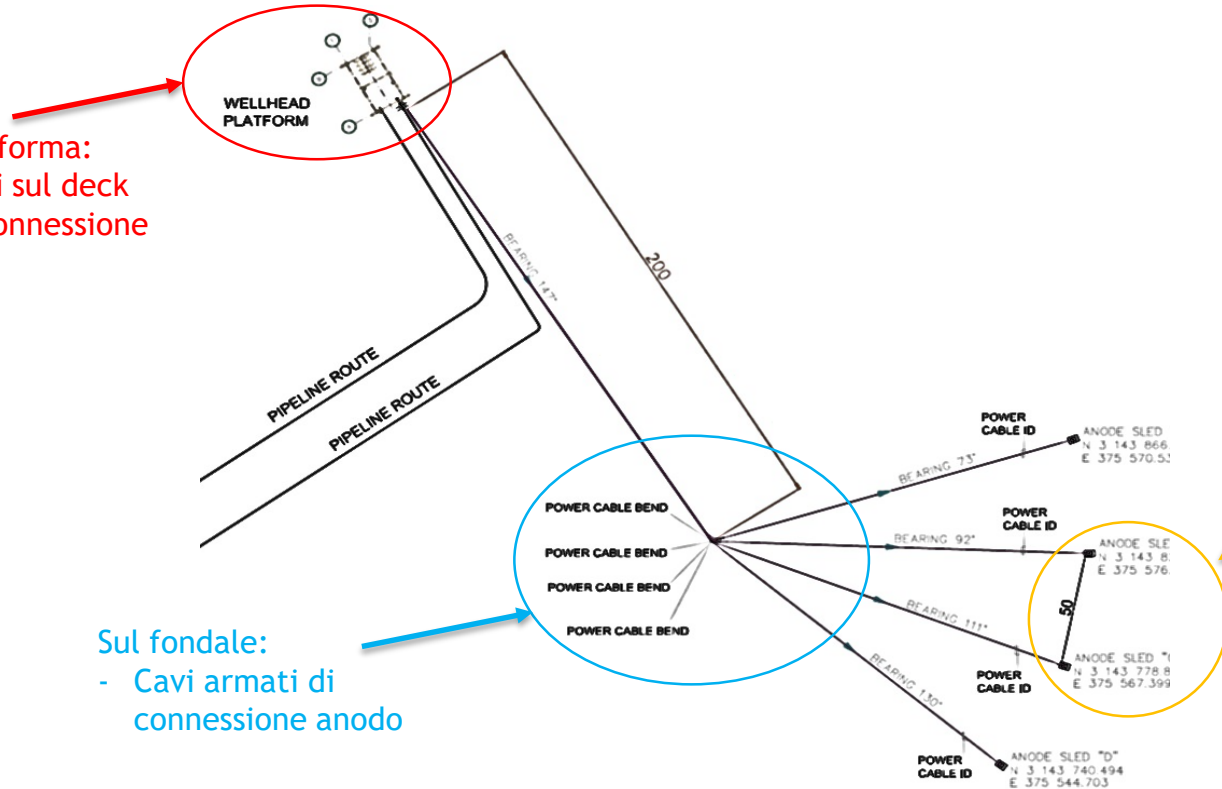 WELLHEAD
PLATFORM
forma:
i sul deck
onnessione
200
BEARING 147°
PIPELINE ROUTE
PIPELINE ROUTE
POWER
CABLE ID
ANODE SLED
N 3 143 866.
E 375 570.53
BEARING 73°
POWER CABLE BEND
POWER
CABLE ID
BEARING 92°
ANODE SLE
N 3 143 8
E 375 576.
POWER CABLE BEND
POWER CABLE BEND
50
BEARING 111°
POWER CABLE BEND
POWER
CABLE ID
ANODE SLED
N 3 143 778.8
E 375 567.399
Sul fondale:
- Cavi armati di
connessione anodo
BEARING 130°
POWER
CABLE ID
ANODE SLED "D"
N 3 143 740.494
E 375 544.703